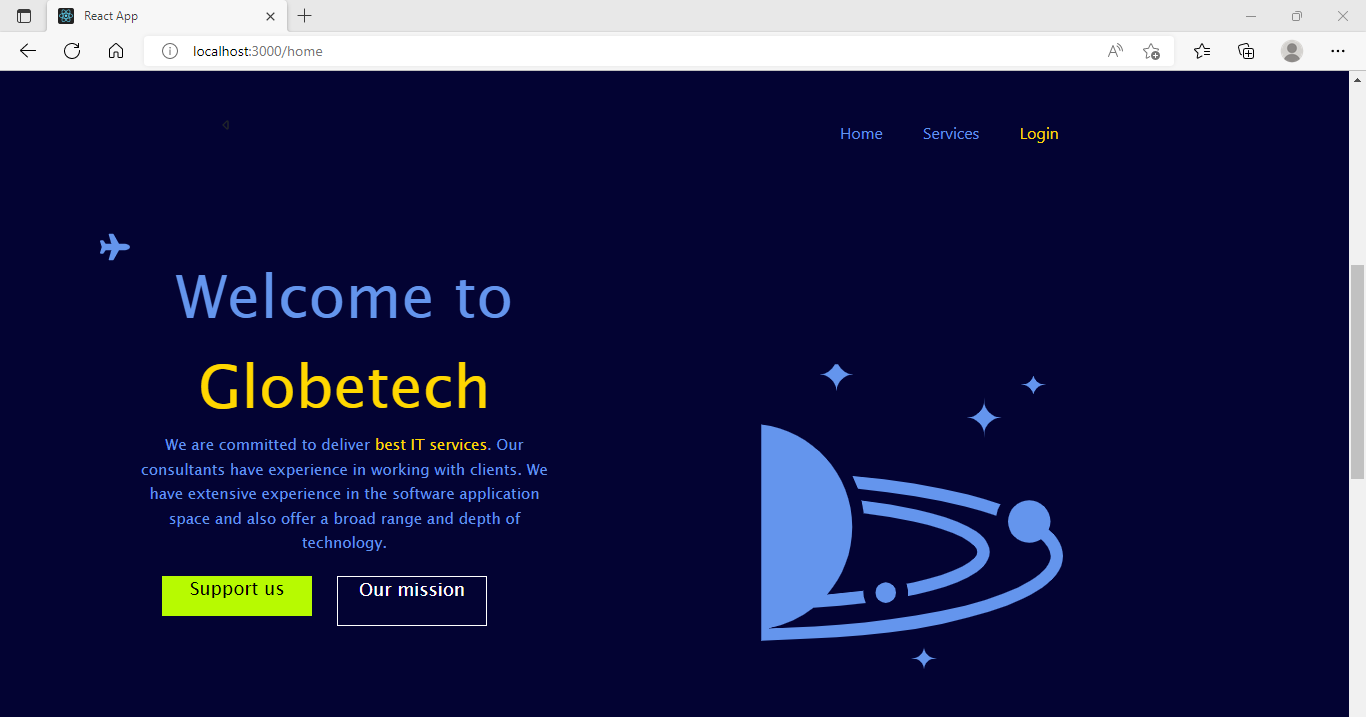 React App
localhost:3000/home
Home Services Login
Welcome to
Globetech
We are committed to deliver best IT services. Our
consultants have experience in working with clients. We
have extensive experience in the software application
space and also offer a broad range and depth of
technology.
Support us Our mission